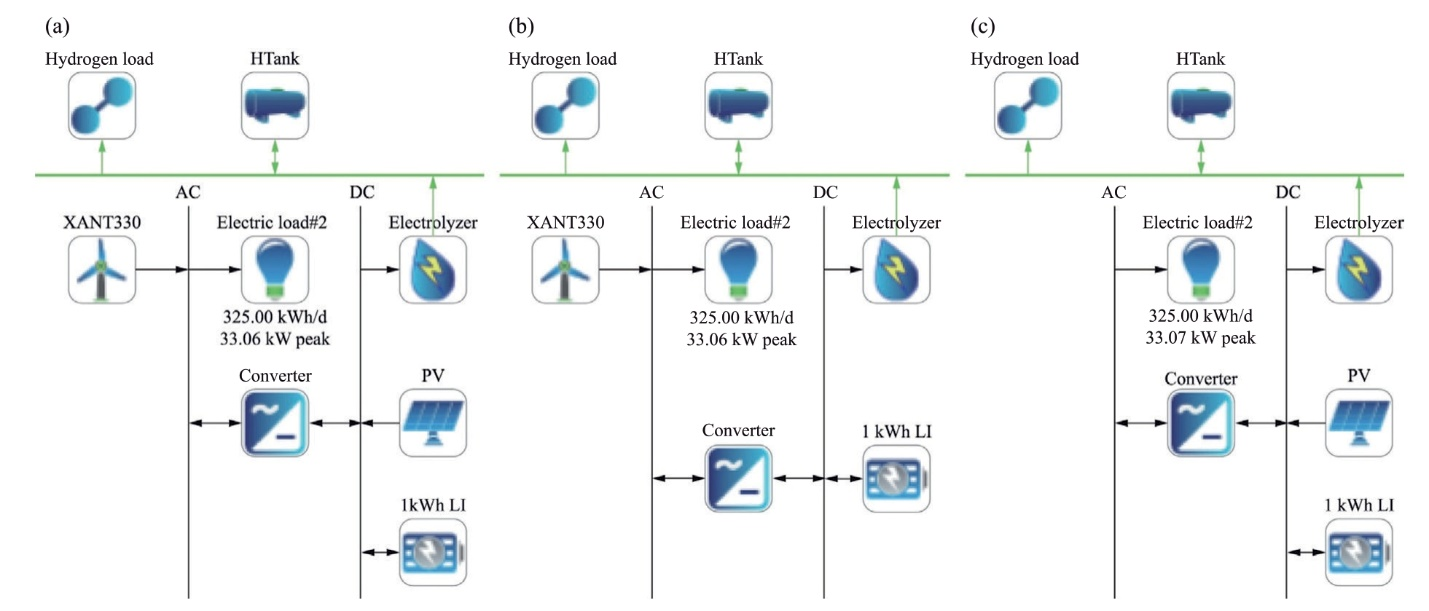 (a)
Hydrogen load
HTank
AC
DC
XANT330
Electric load#2
Electrolyzer
325.00 kWh/d
33.06 kW peak
Converter
PV
1kWh LI
(b)
Hydrogen load
HTank
AC
DC
XANT330
Electric load#2
Electrolyzer
325.00 kWh/d
33.06 kW peak
Converter
1 kWh LI
(c)
Hydrogen load
HTank
AC
DC
Electric load#2
Electrolyzer
325.00 kWh/d
33.07 kW peak
Converter
PV
1 kWh LI